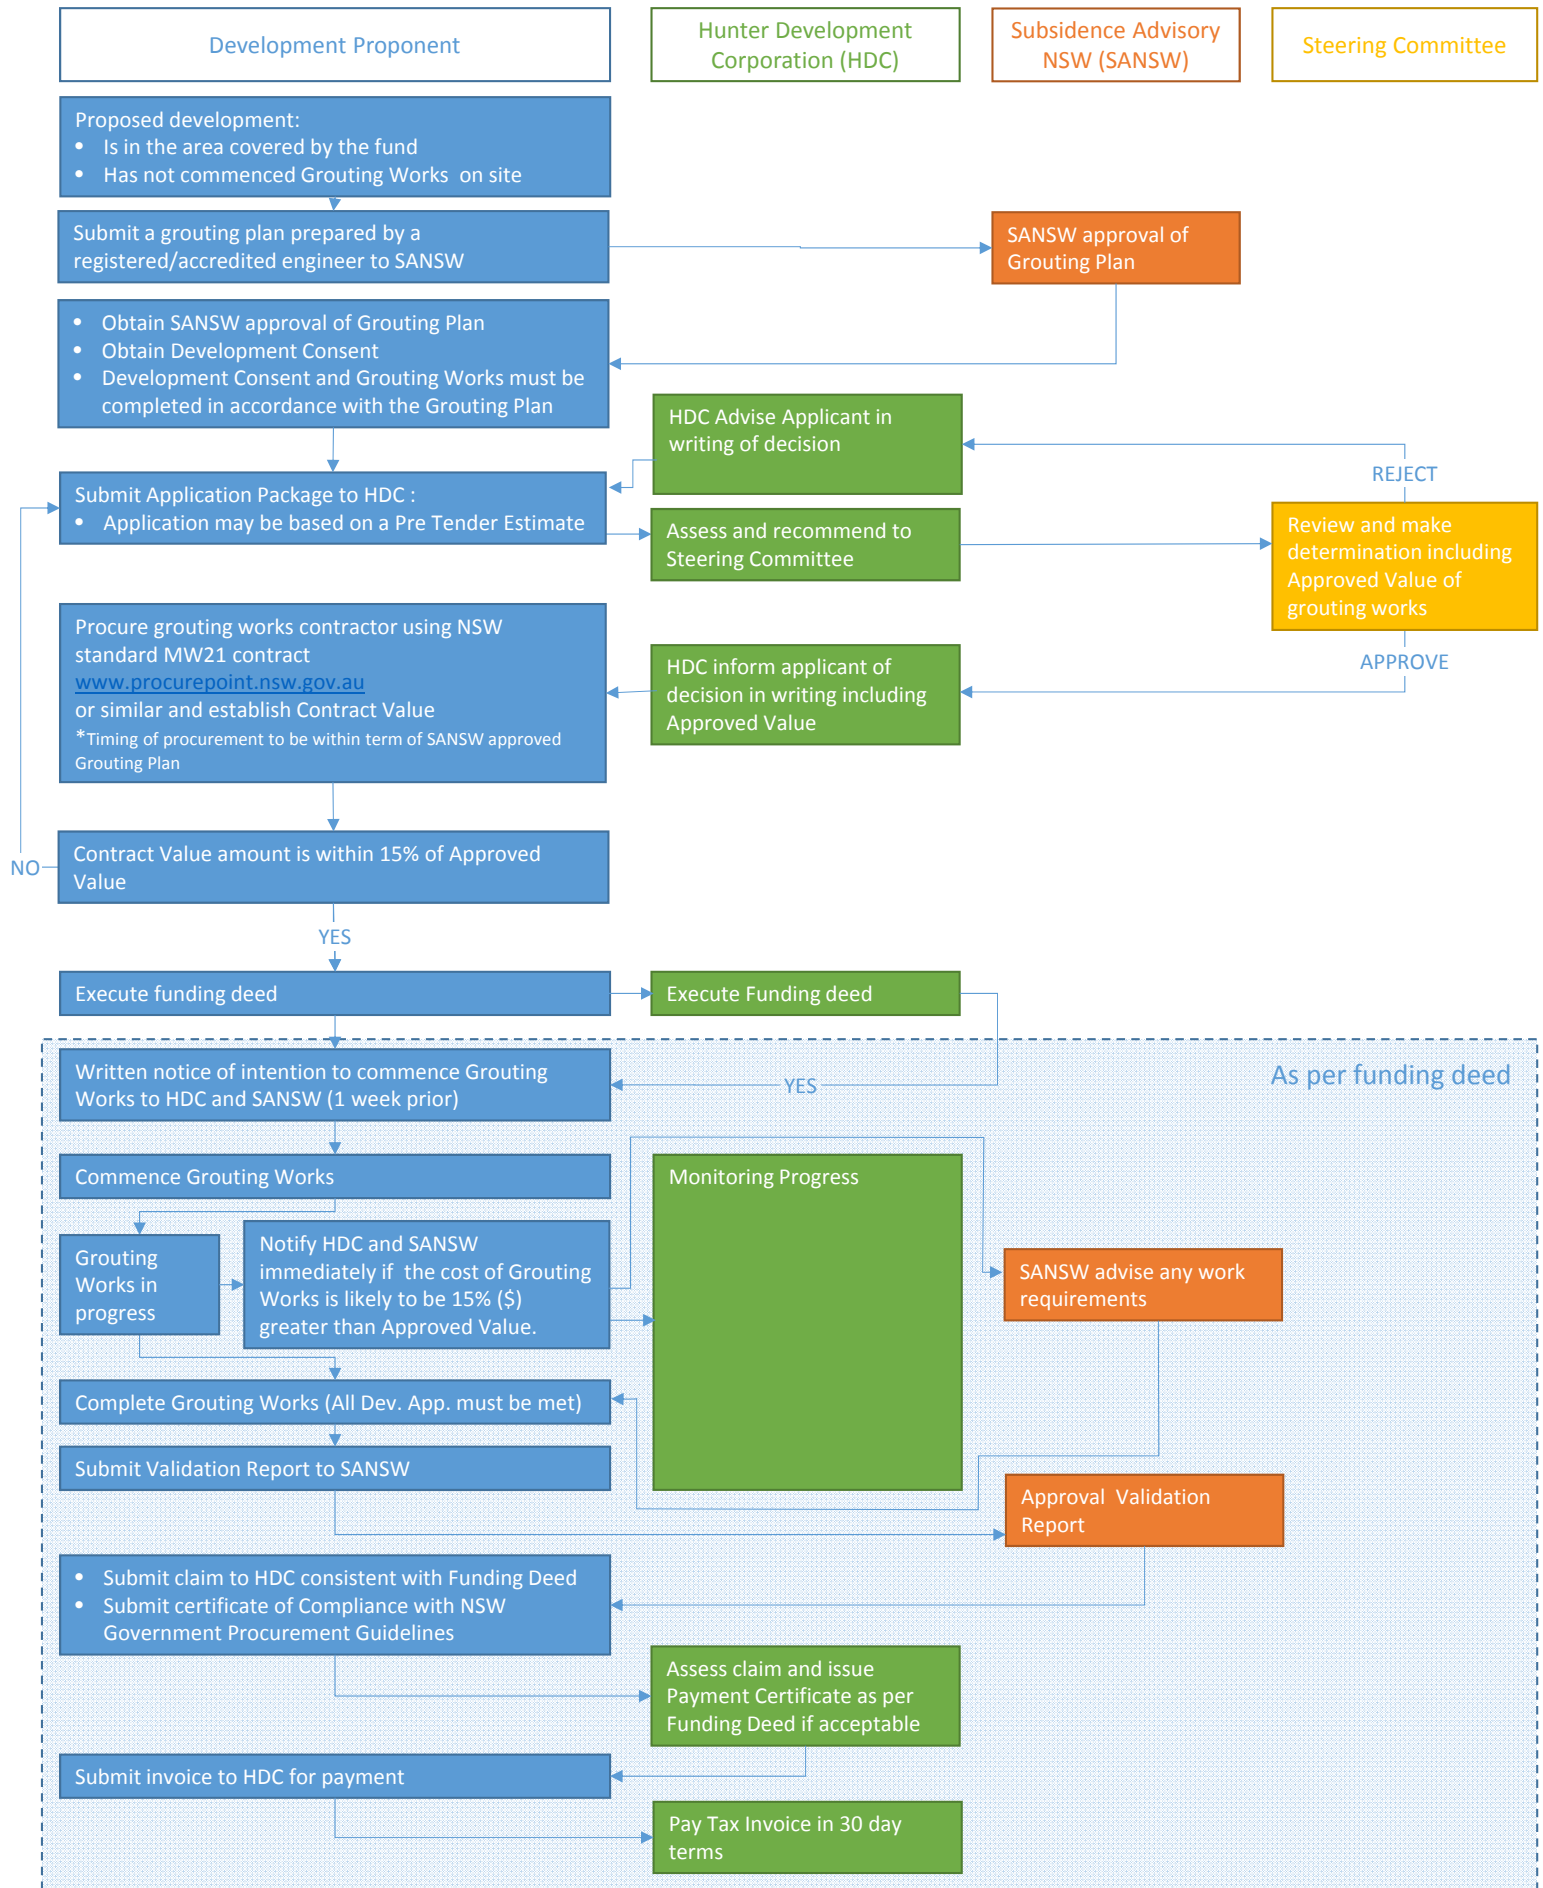 Development Proponent
Hunter Development
Corporation (HDC)
Subsidence Advisory
NSW (SANSW)
Steering Committee
Proposed development:
• Is in the area covered by the fund
• Has not commenced Grouting Works on site
Submit a grouting plan prepared by a
registered/accredited engineer to SANSW
SANSW approval of
Grouting Plan
• Obtain SANSW approval of Grouting Plan
• Obtain Development Consent
• Development Consent and Grouting Works must be
completed in accordance with the Grouting Plan
HDC Advise Applicant in
writing of decision
REJECT
Submit Application Package to HDC :
• Application may be based on a Pre Tender Estimate
Assess and recommend to
Steering Committee
Review and make
determination including
Approved Value of
grouting works
APPROVE
Procure grouting works contractor using NSW
standard MW21 contract
www.procurepoint.nsw.gov.au
or similar and establish Contract Value
*Timing of procurement to be within term of SANSW approved
Grouting Plan
HDC inform applicant of
decision in writing including
Approved Value
Contract Value amount is within 15% of Approved
Value
NO
YES
Execute funding deed
Execute Funding deed
As per funding deed
Written notice of intention to commence Grouting
Works to HDC and SANSW (1 week prior)
YES
Commence Grouting Works
Monitoring Progress
Grouting
Works in
progress
Notify HDC and SANSW
immediately if the cost of Grouting
Works is likely to be 15% ($)
greater than Approved Value.
SANSW advise any work
requirements
Complete Grouting Works (All Dev. App. must be met)
Submit Validation Report to SANSW
Approval Validation
Report
• Submit claim to HDC consistent with Funding Deed
• Submit certificate of Compliance with NSW
Government Procurement Guidelines
Assess claim and issue
Payment Certificate as per
Funding Deed if acceptable
Submit invoice to HDC for payment
Pay Tax Invoice in 30 day
terms